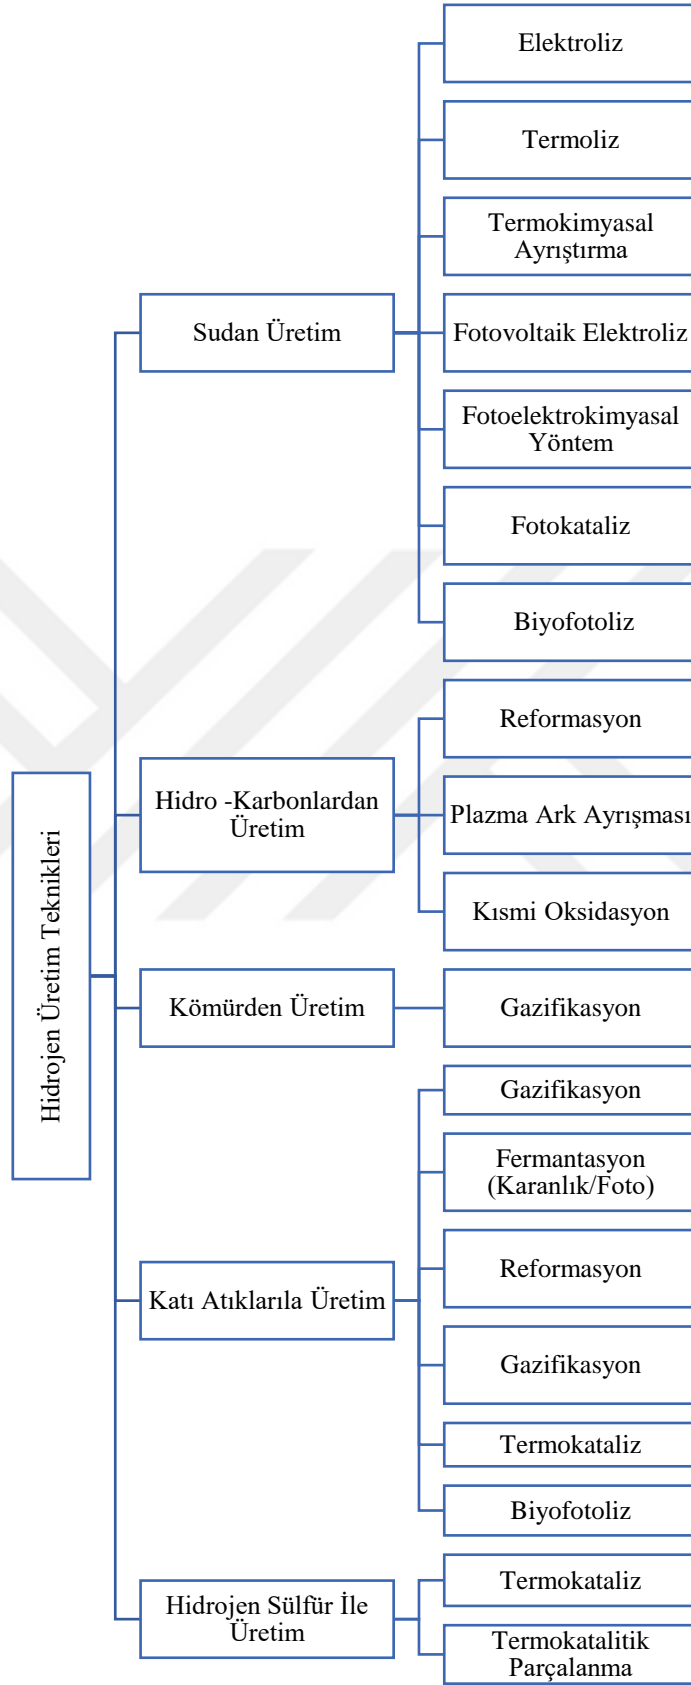 Hidrojen Üretim Teknikleri
Sudan Üretim
Elektroliz
Termoliz
Termokimyasal
Ayrıştırma
Fotovoltaik Elektroliz
Fotoelektrokimyasal
Yöntem
Fotokataliz
Biyofotoliz
Hidro -Karbonlardan
Üretim
Reformasyon
Plazma Ark Ayrışması
Kısmi Oksidasyon
Kömürden Üretim
Gazifikasyon
Katı Atıklarıla Üretim
Gazifikasyon
Fermantasyon
(Karanlık/Foto)
Reformasyon
Gazifikasyon
Termokataliz
Biyofotoliz
Hidrojen Sülfür İle
Üretim
Termokataliz
Termokatalitik
Parçalanma